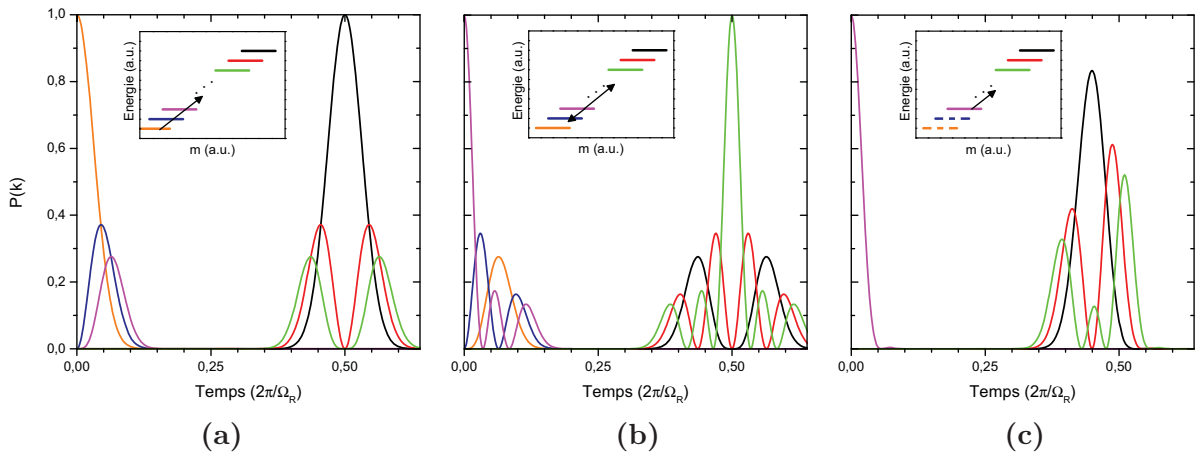 1,0
0,8
0,6
0,4
0,2
0,0
P(k)
Energie (a.u.)
m (a.u.)
0,00
0,25
0,50
Temps (2π/Ω_R)
(a)
Energie (a.u.)
m (a.u.)
0,00
0,25
0,50
Temps (2π/Ω_R)
(b)
Energie (a.u.)
m (a.u.)
0,00
0,25
0,50
Temps (2π/Ω_R)
(c)